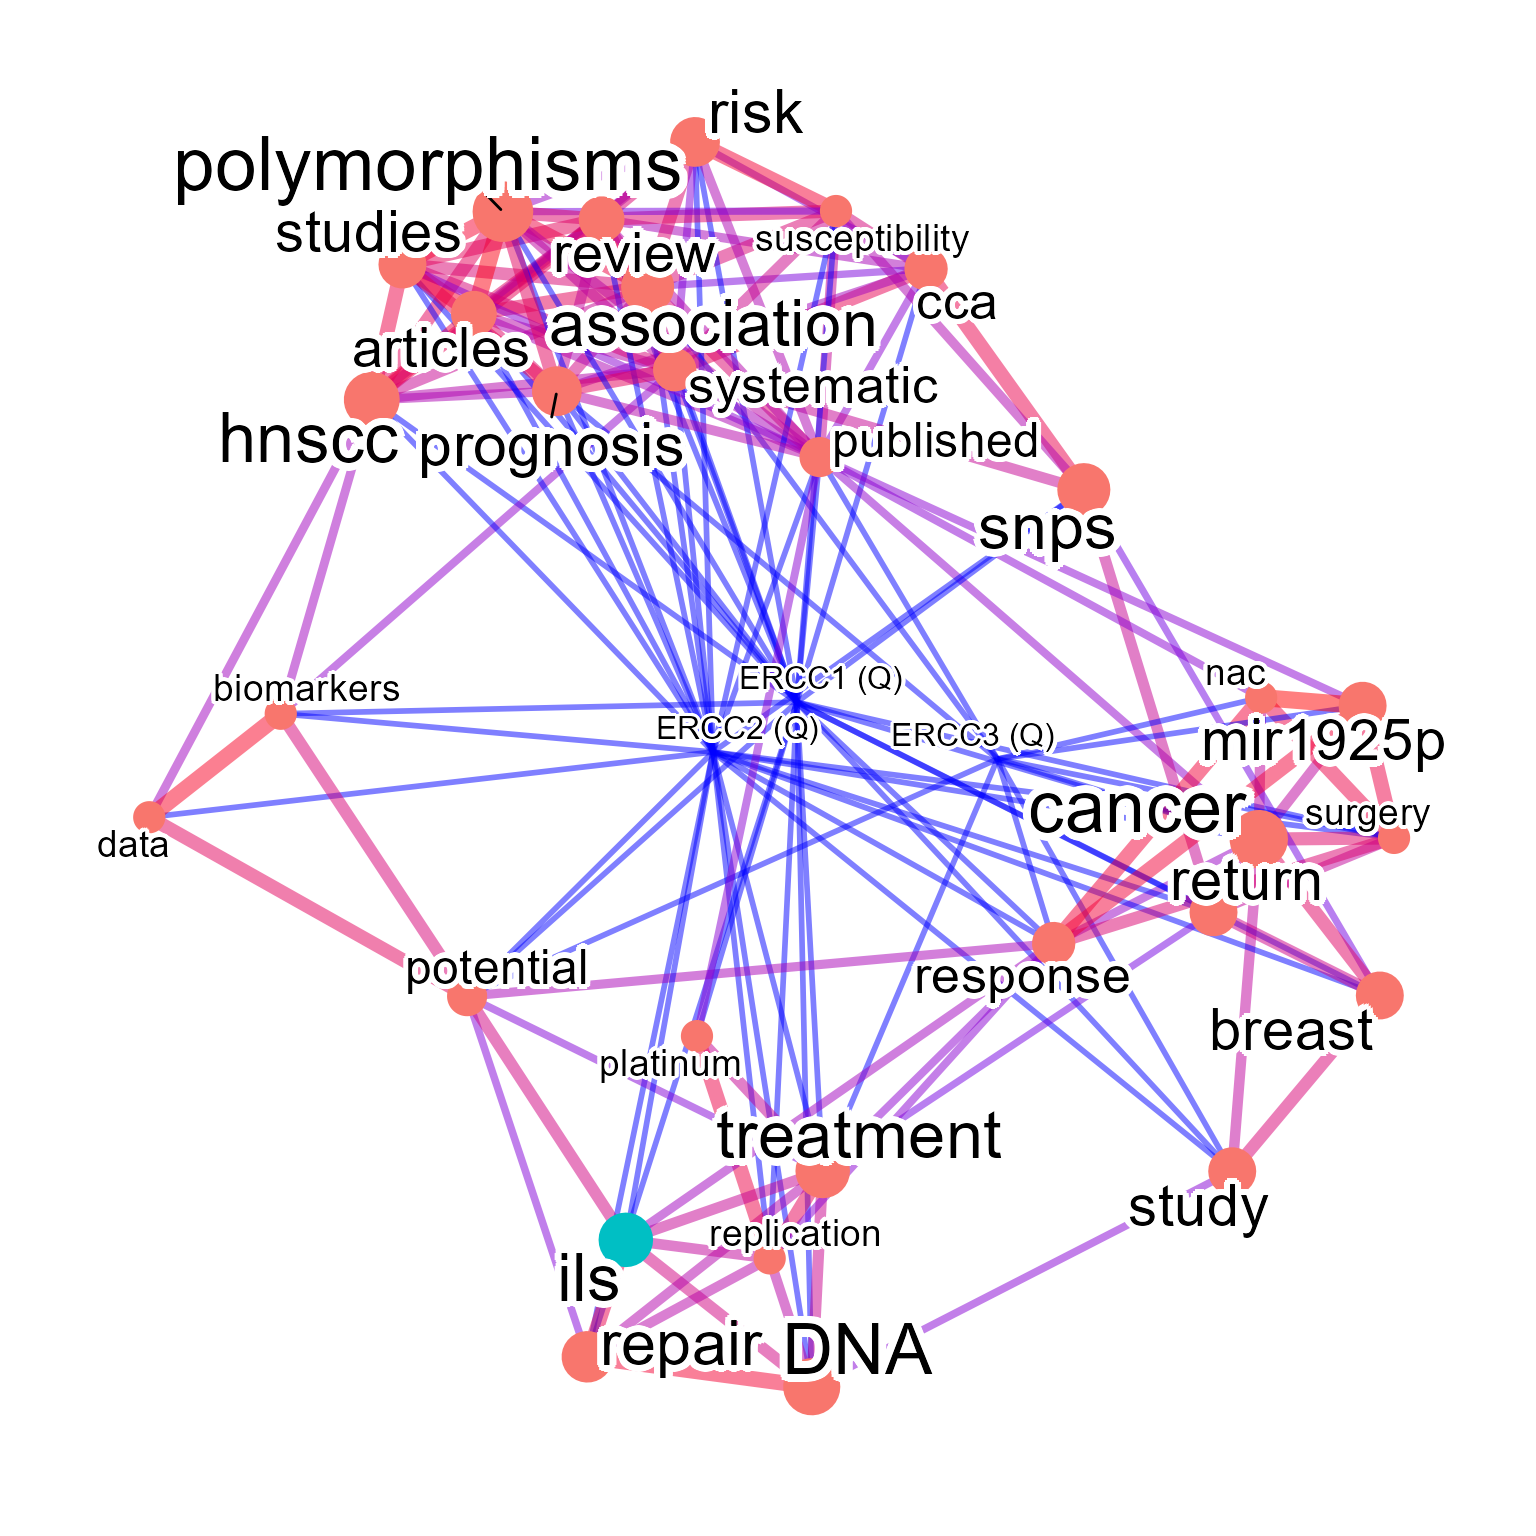 risk
polymorphisms
studies
susceptibility
review
cca
association
articles
systematic
published
hnscc
prognosis
snps
nac
ERCC1 (Q)
biomarkers
ERCC2 (Q)
ERCC3 (Q)
mir1925p
cancer
surgery
data
return
potential
response
breast
platinum
treatment
study
replication
ils
repair
DNA